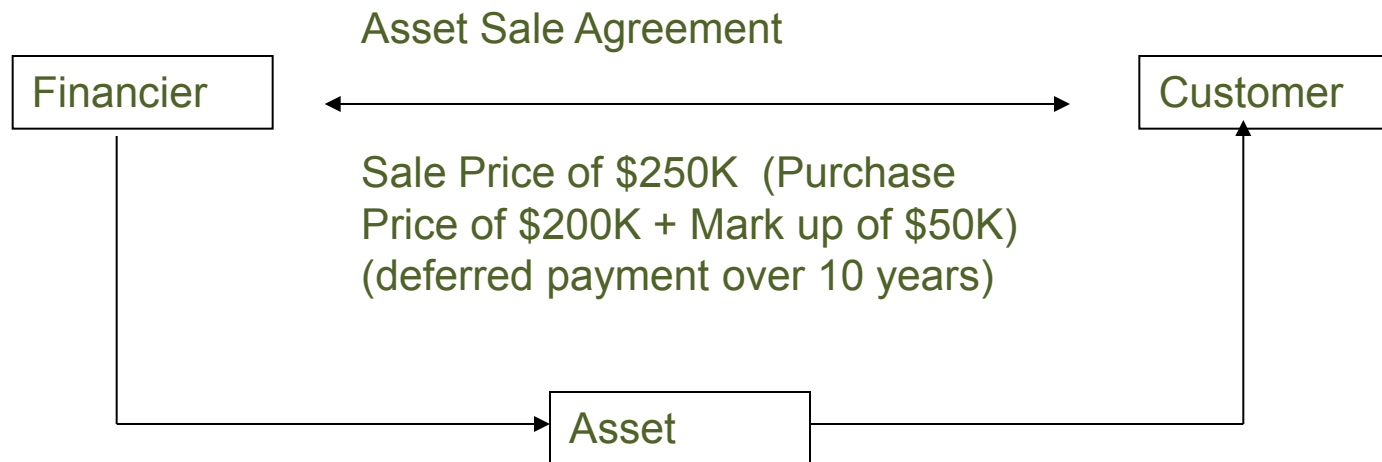 Asset Sale Agreement
Financier
Customer
Sale Price of $250K (Purchase
Price of $200K + Mark up of $50K)
(deferred payment over 10 years)
Asset